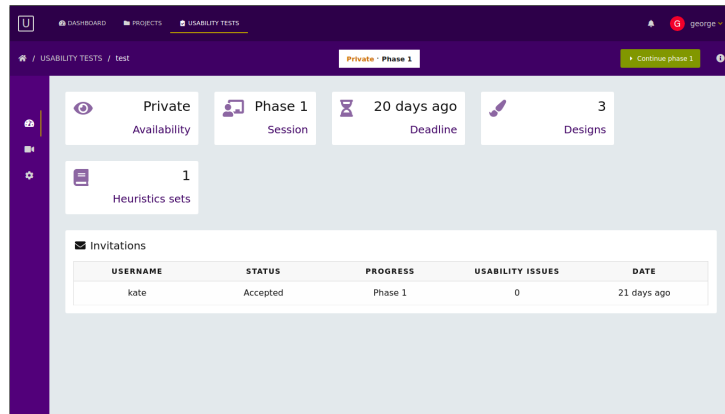 U DASHBOARD PROJECTS USABILITY TESTS G george
/ USABILITY TESTS / test Private · Phase 1 Continue phase 1
Private
Availability
Phase 1
Session
20 days ago
Deadline
3
Designs
1
Heuristics sets
Invitations
USERNAME STATUS PROGRESS USABILITY ISSUES DATE
kate Accepted Phase 1 0 21 days ago